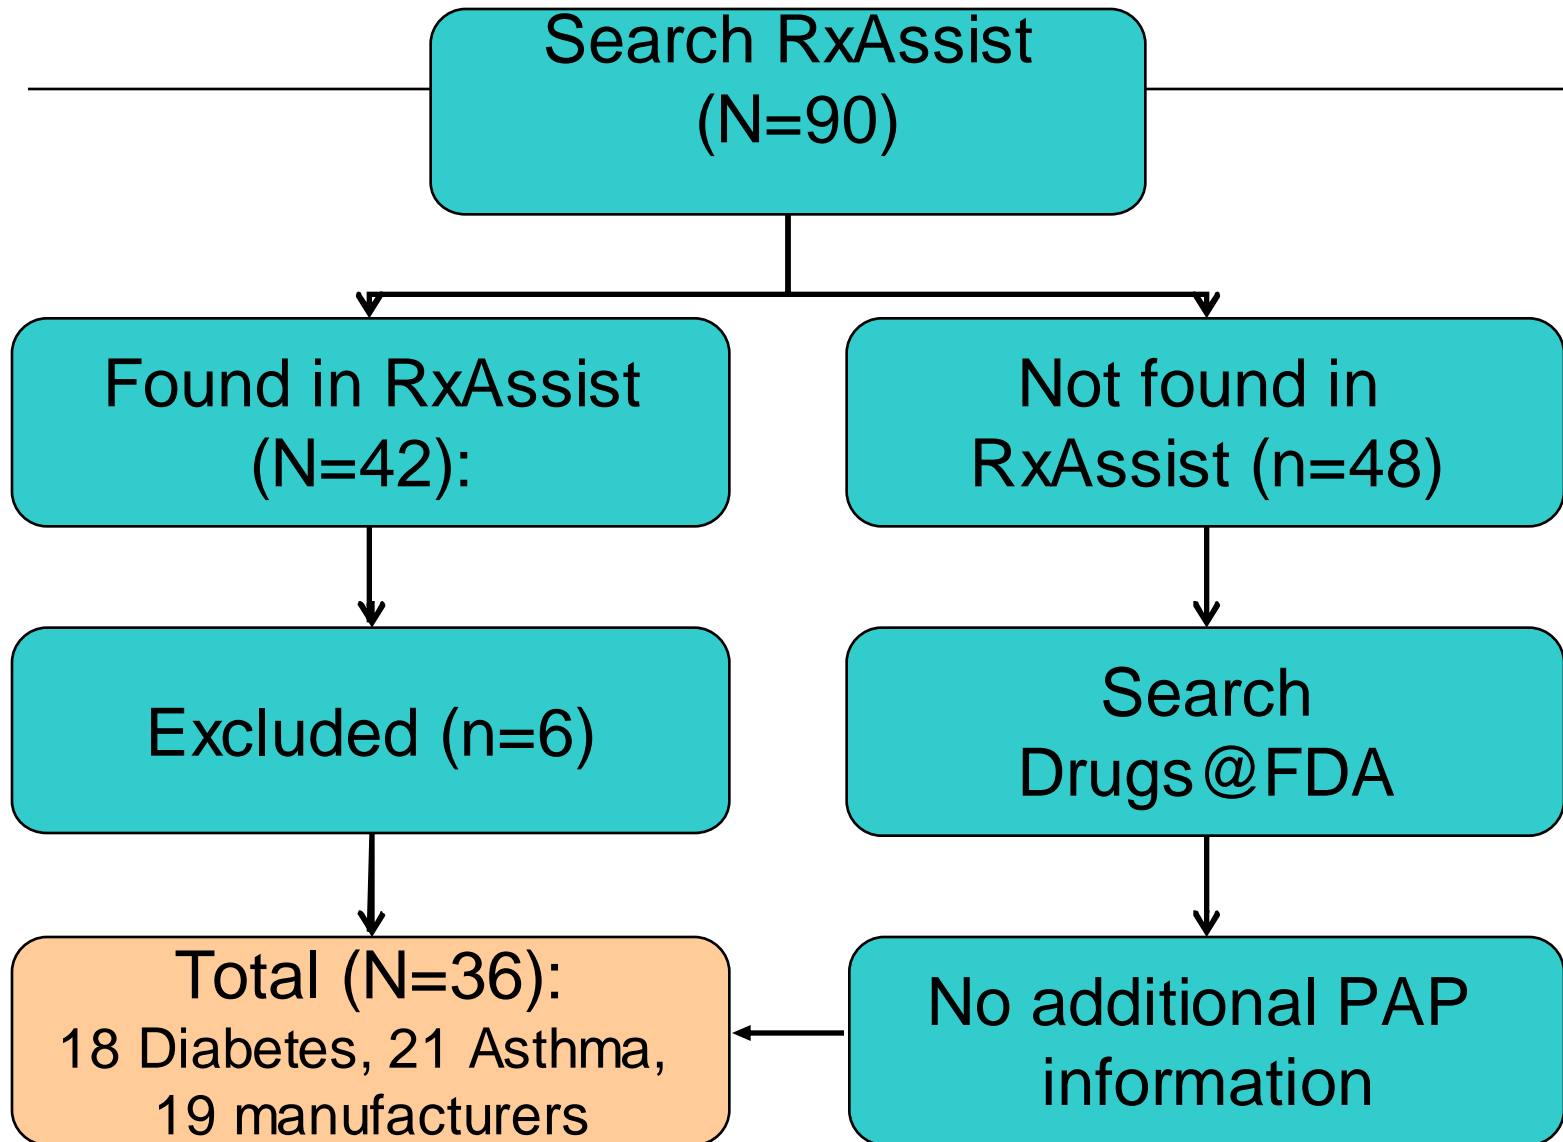 Search RxAssist
(N=90)
Found in RxAssist
(N=42):
Not found in
RxAssist (n=48)
Excluded (n=6)
Search
Drugs@FDA
Total (N=36):
18 Diabetes, 21 Asthma,
19 manufacturers
No additional PAP
information